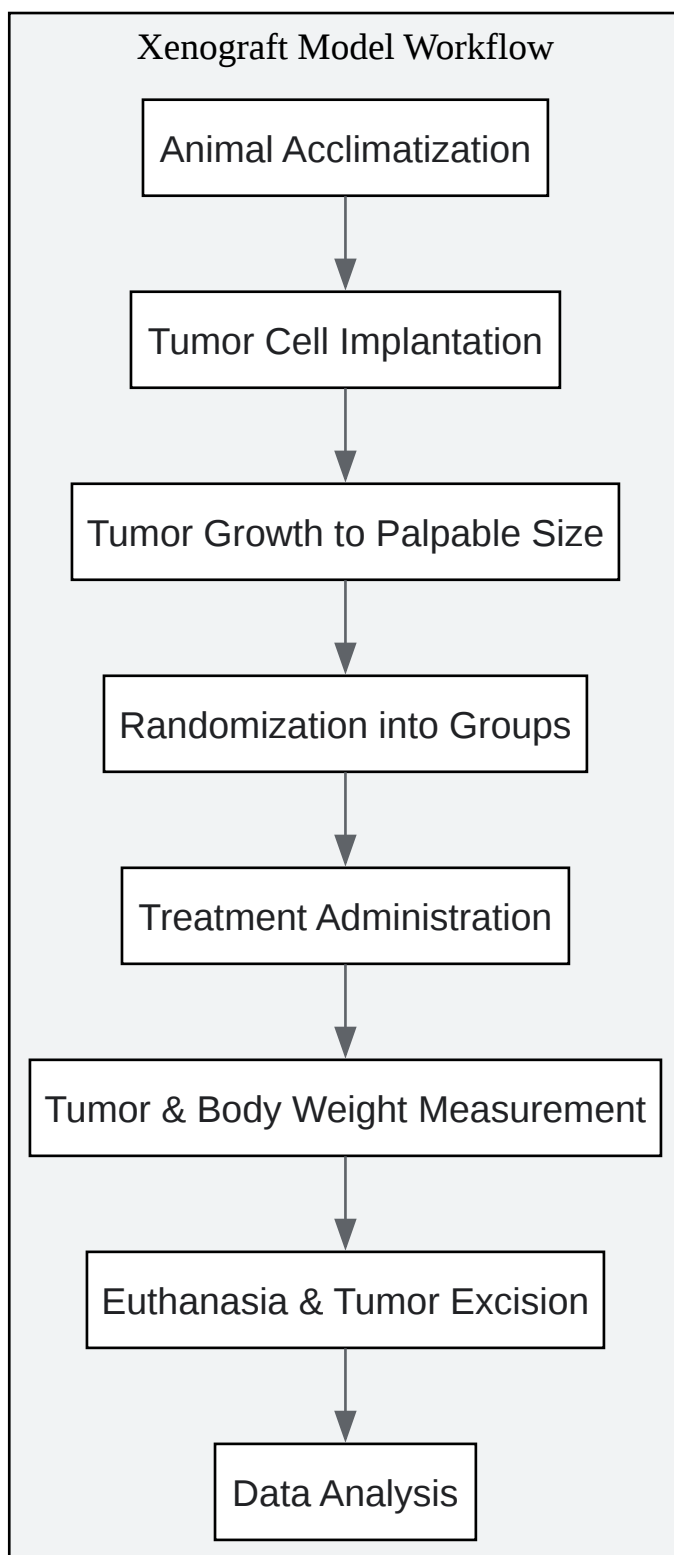 Xenograft Model Workflow
Animal Acclimatization
Tumor Cell Implantation
Tumor Growth to Palpable Size
Randomization into Groups
Treatment Administration
Tumor & Body Weight Measurement
Euthanasia & Tumor Excision
Data Analysis